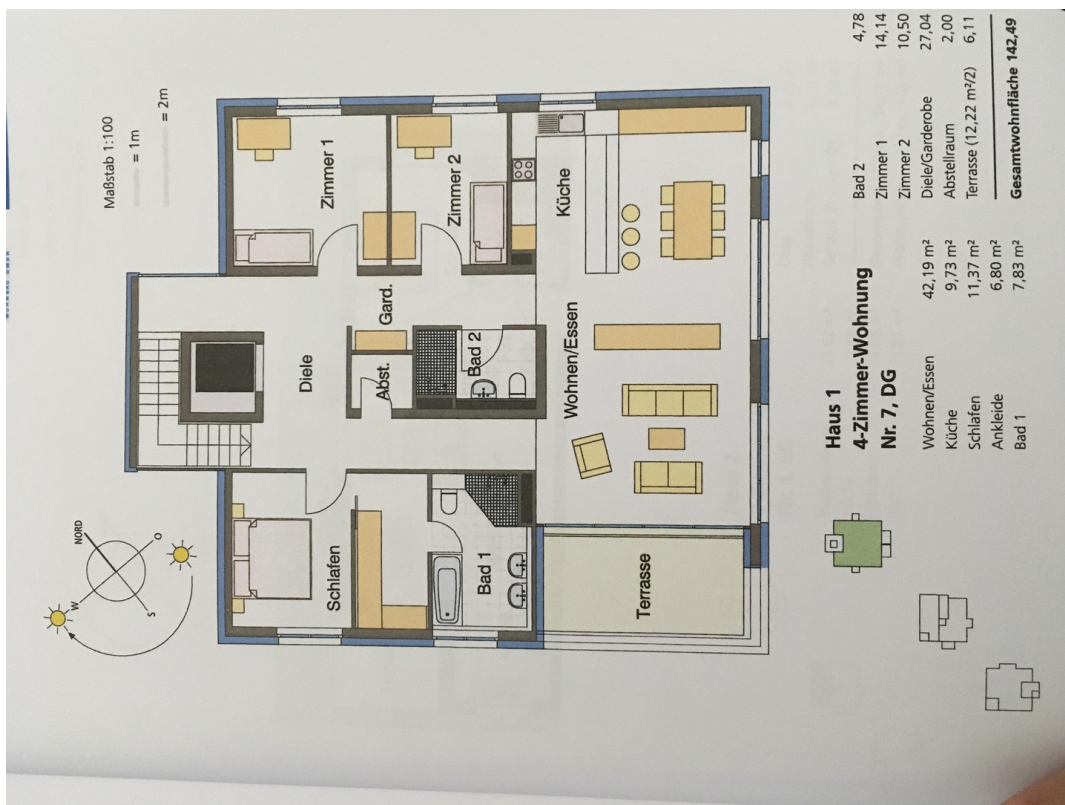 Maßstab 1:100
= 1m
= 2m
NORD
O
S
W
Zimmer 1
Zimmer 2
Küche
Diele
Gard.
Abst.
Bad 2
Wohnen/Essen
Schlafen
Bad 1
Terrasse
Haus 1
4-Zimmer-Wohnung
Nr. 7, DG
Wohnen/Essen 42,19 m²
Küche 9,73 m²
Schlafen 11,37 m²
Ankleide 6,80 m²
Bad 1 7,83 m²
Bad 2 4,78
Zimmer 1 14,14
Zimmer 2 10,50
Diele/Garderobe 27,04
Abstellraum 2,00
Terrasse (12,22 m²/2) 6,11
Gesamtwohnfläche 142,49